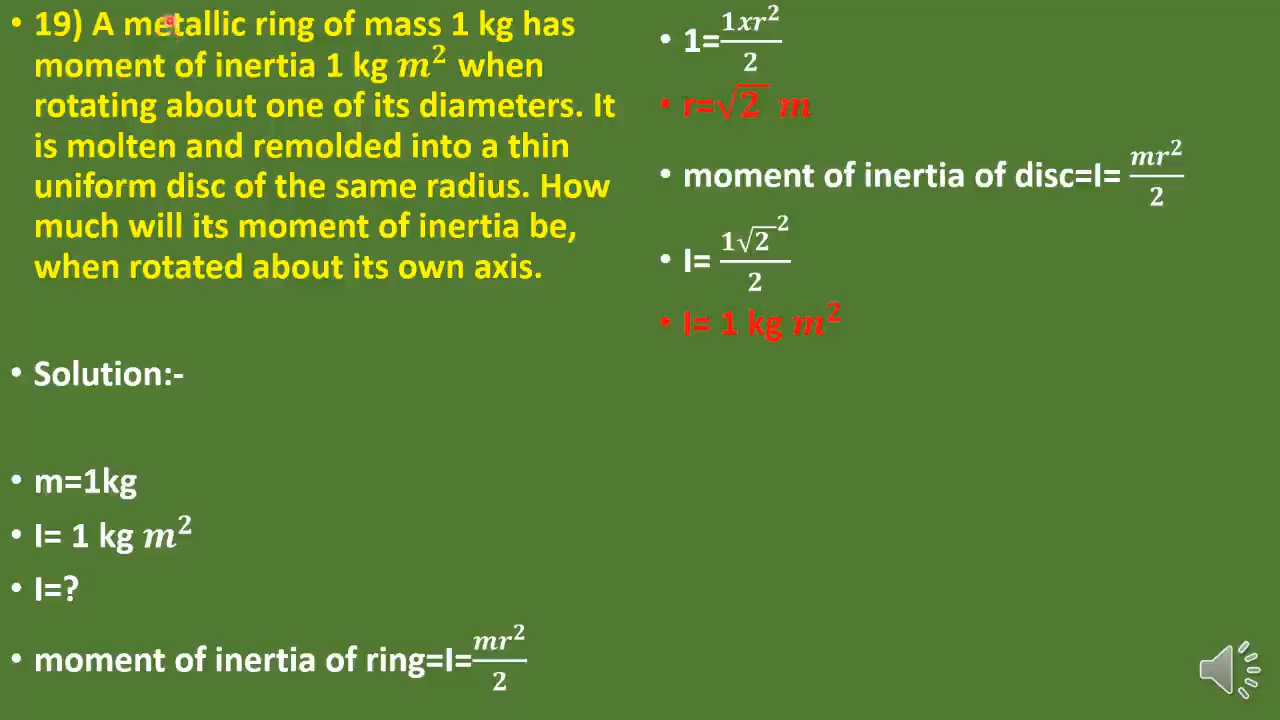 • 19) A metallic ring of mass 1 kg has
moment of inertia 1 kg m² when
rotating about one of its diameters. It
is molten and remolded into a thin
uniform disc of the same radius. How
much will its moment of inertia be,
when rotated about its own axis.
• Solution:-
• m=1kg
• I= 1 kg m²
• I=?
• moment of inertia of ring=I=mr²/2
• 1=1xr²/2
• r=√2 m
• moment of inertia of disc=I= mr²/2
• I= 1√2²/2
• I= 1 kg m²